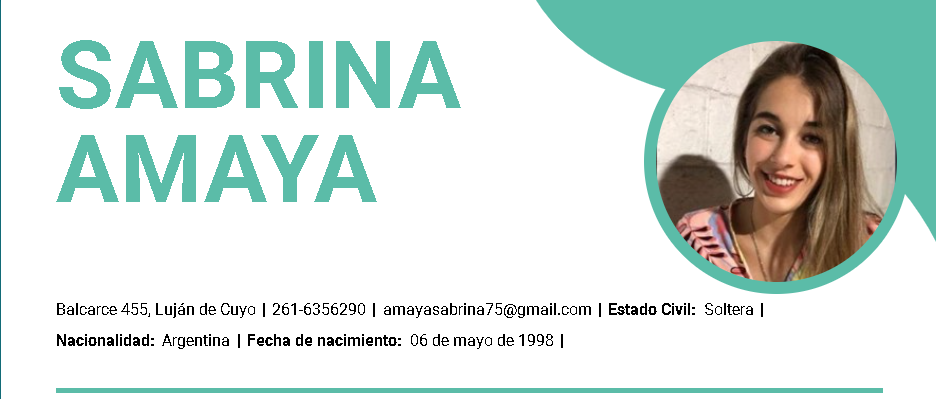 SABRINA
AMAYA
Balcarce 455, Luján de Cuyo | 261-6356290 | amayasabrina75@gmail.com | Estado Civil: Soltera |
Nacionalidad: Argentina | Fecha de nacimiento: 06 de mayo de 1998 |